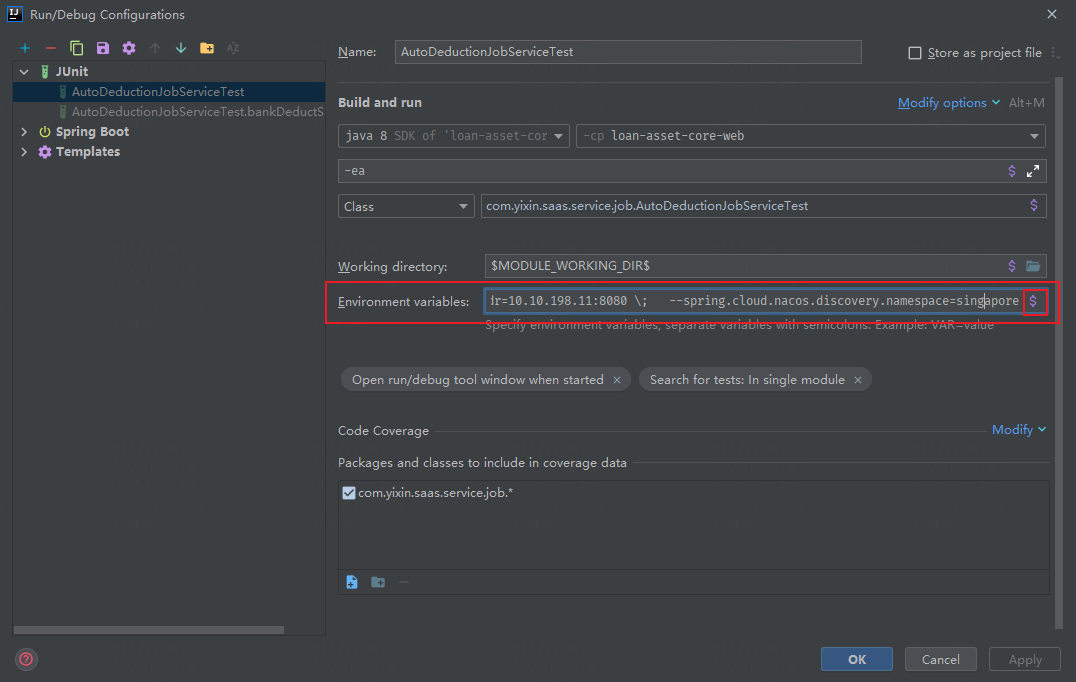 Run/Debug Configurations
Name: AutoDeductionJobServiceTest Store as project file
JUnit
AutoDeductionJobServiceTest
AutoDeductionJobServiceTest.bankDeductS
Spring Boot
Templates
Build and run Modify options Alt+M
java 8 SDK of 'loan-asset-cor -cp loan-asset-core-web
-ea $
Class com.yixin.saas.service.job.AutoDeductionJobServiceTest $
Working directory: $MODULE_WORKING_DIR$ $
Environment variables: r=10.10.198.11:8080 \; --spring.cloud.nacos.discovery.namespace=singapore $
Specify environment variables, separate variables with semicolons. Example: VAR=value
Open run/debug tool window when started × Search for tests: In single module ×
Code Coverage Modify
Packages and classes to include in coverage data
com.yixin.saas.service.job.*
OK Cancel Apply